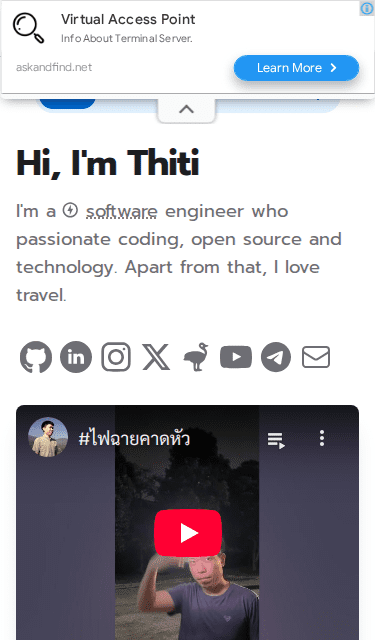 Virtual Access Point
Info About Terminal Server.
askandfind.net
Learn More
Hi, I'm Thiti
I'm a software engineer who
passionate coding, open source and
technology. Apart from that, I love
travel.
in
#ไฟฉายคาดหัว